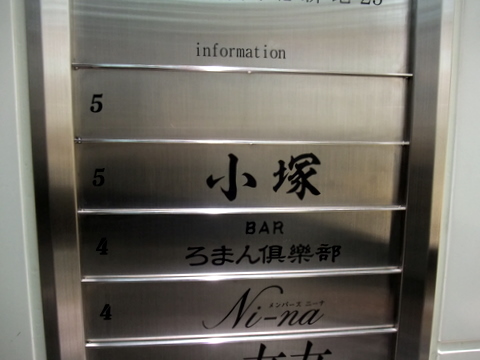 information
5
5 小塚
BAR
4 ろまん倶楽部
メンバーズ ニーナ
4 Ni-na